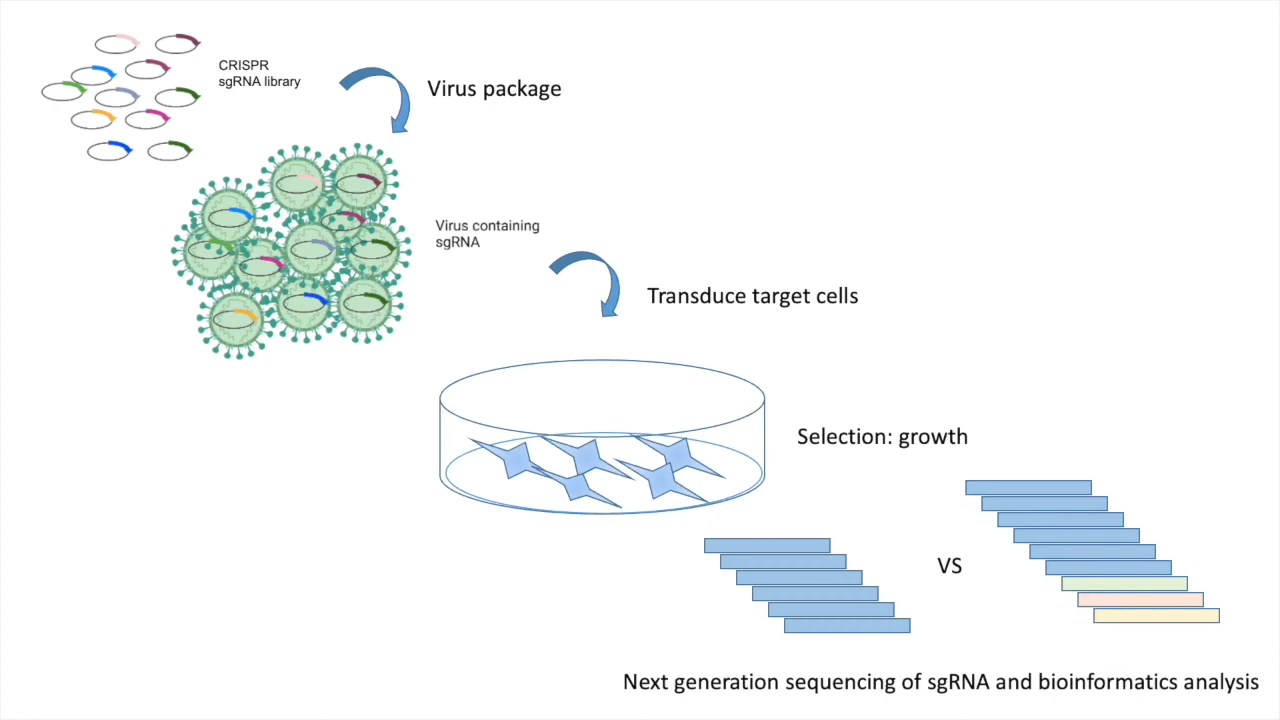 CRISPR
sgRNA library
Virus package
Virus containing
sgRNA
Transduce target cells
Selection: growth
VS
Next generation sequencing of sgRNA and bioinformatics analysis